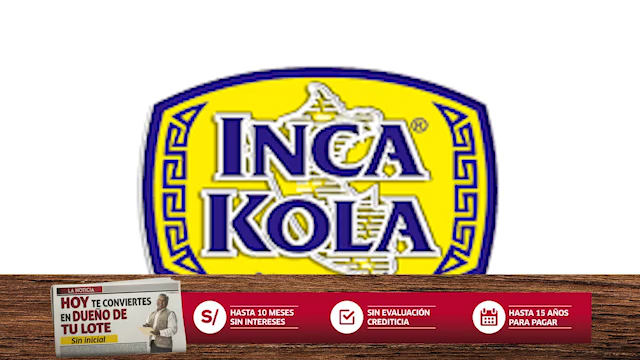 INCA®
KOLA
LA NOTICIA
HOY TE CONVIERTES
EN DUEÑO DE
TU LOTE
Sin inicial
S/
HASTA 10 MESES
SIN INTERESES
SIN EVALUACIÓN
CREDITICIA
HASTA 15 AÑOS
PARA PAGAR